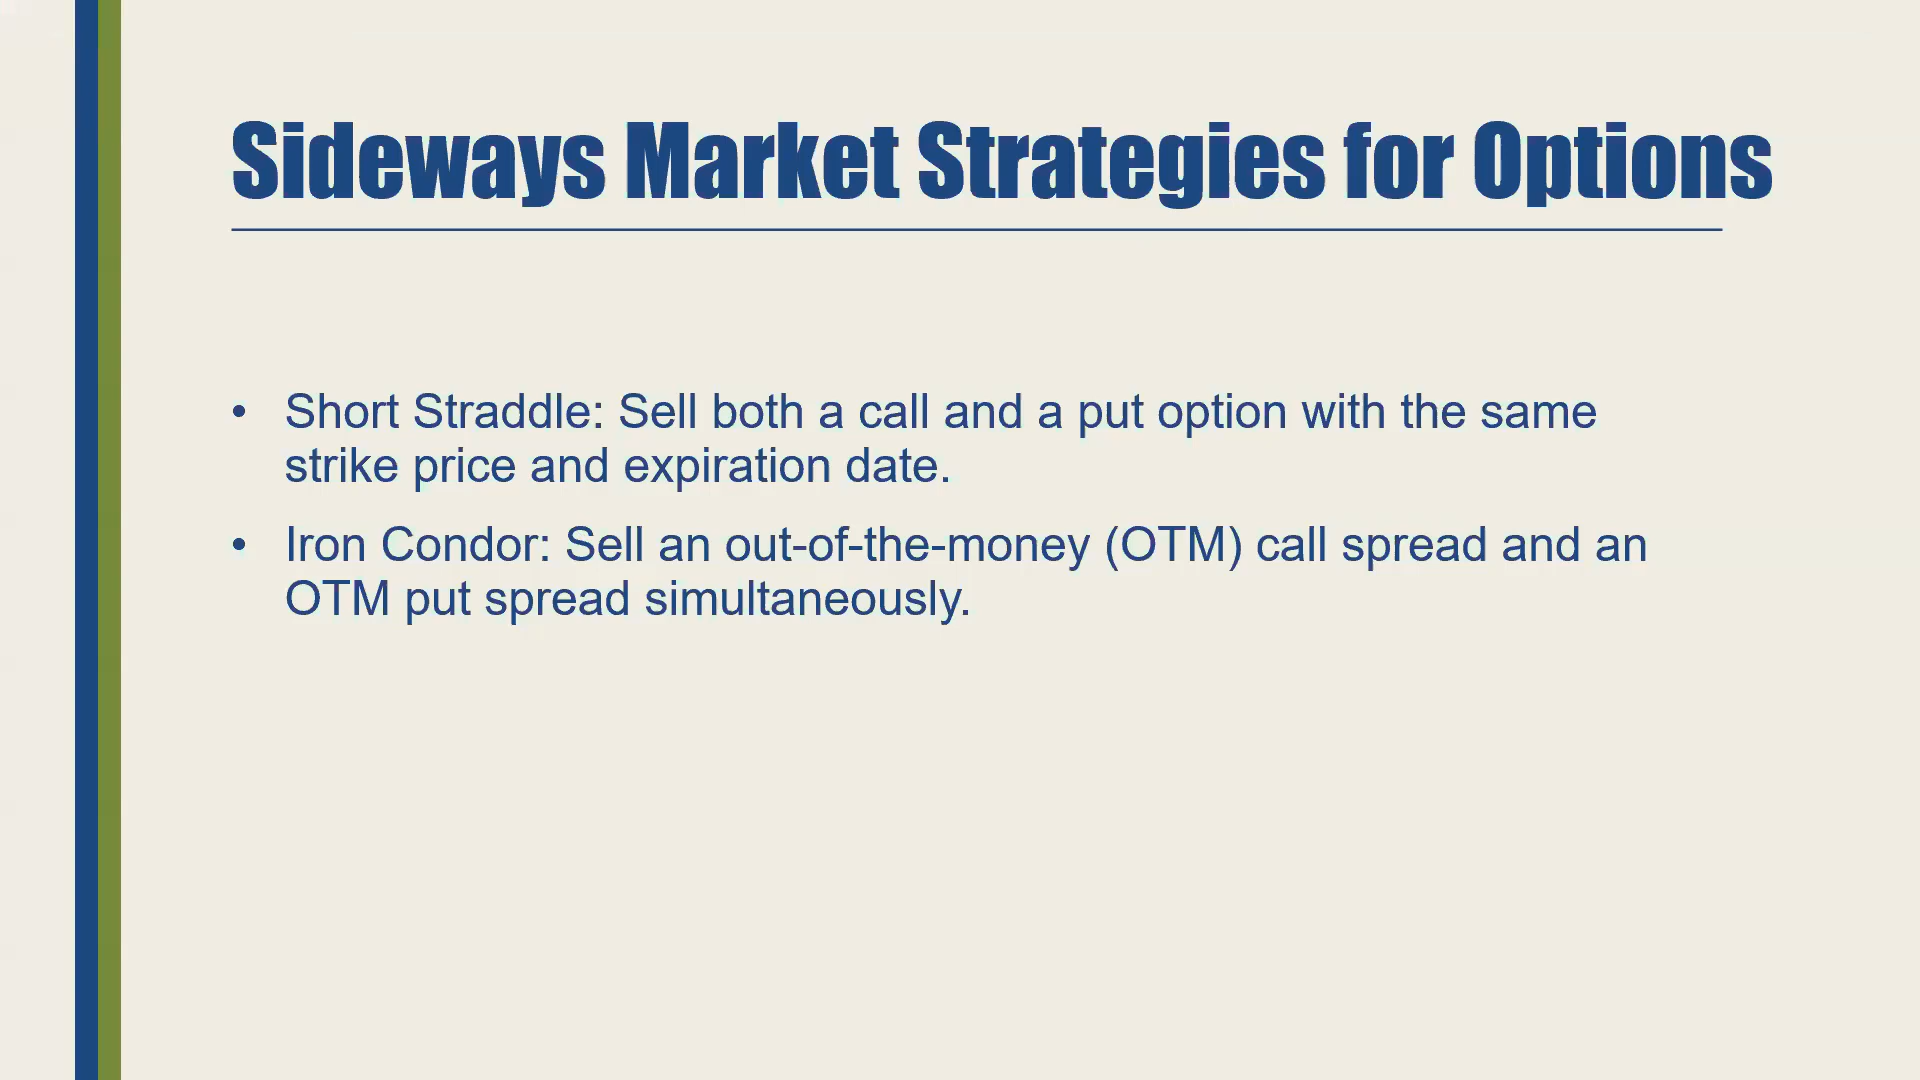 Sideways Market Strategies for Options
• Short Straddle: Sell both a call and a put option with the same
strike price and expiration date.
• Iron Condor: Sell an out-of-the-money (OTM) call spread and an
OTM put spread simultaneously.